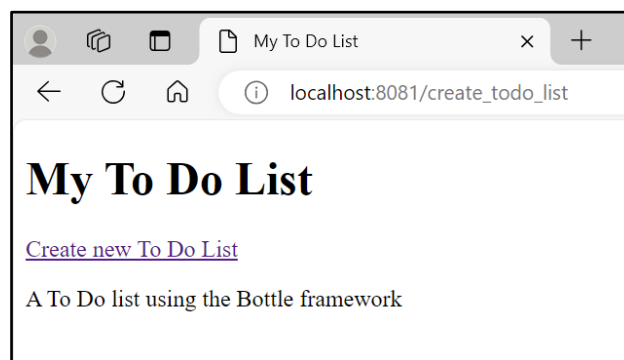 My To Do List
localhost:8081/create_todo_list
My To Do List
Create new To Do List
A To Do list using the Bottle framework